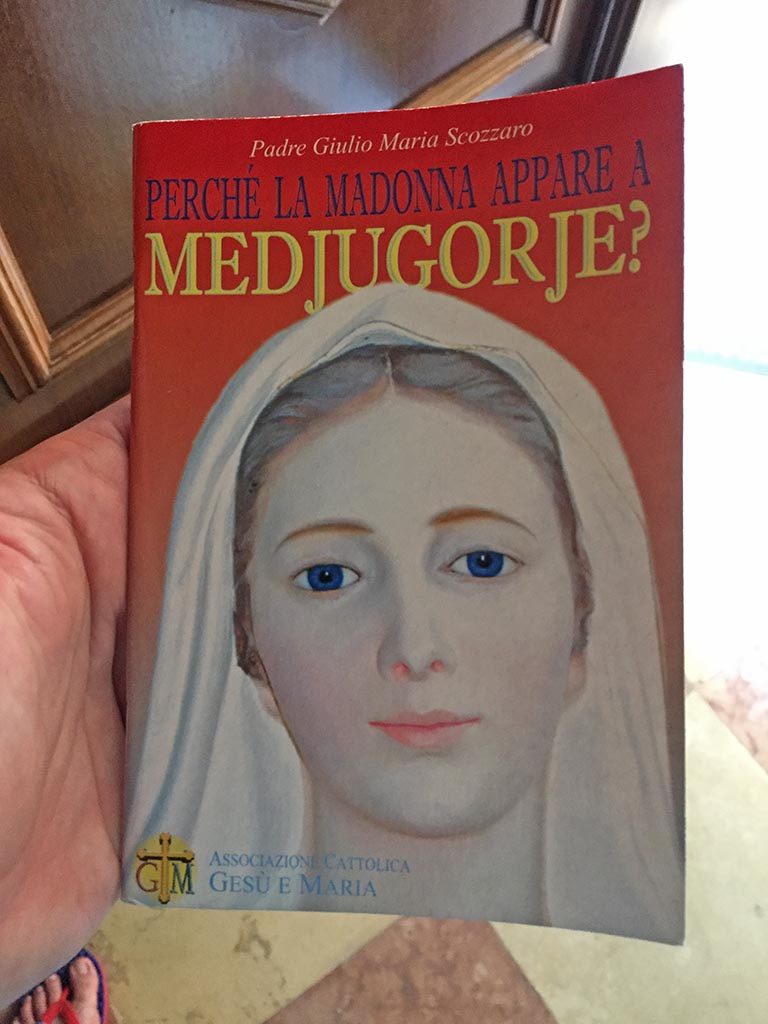 Padre Giulio Maria Scozzaro
PERCHÉ LA MADONNA APPARE A
MEDJUGORJE?
GM
ASSOCIAZIONE CATTOLICA
GESÙ E MARIA